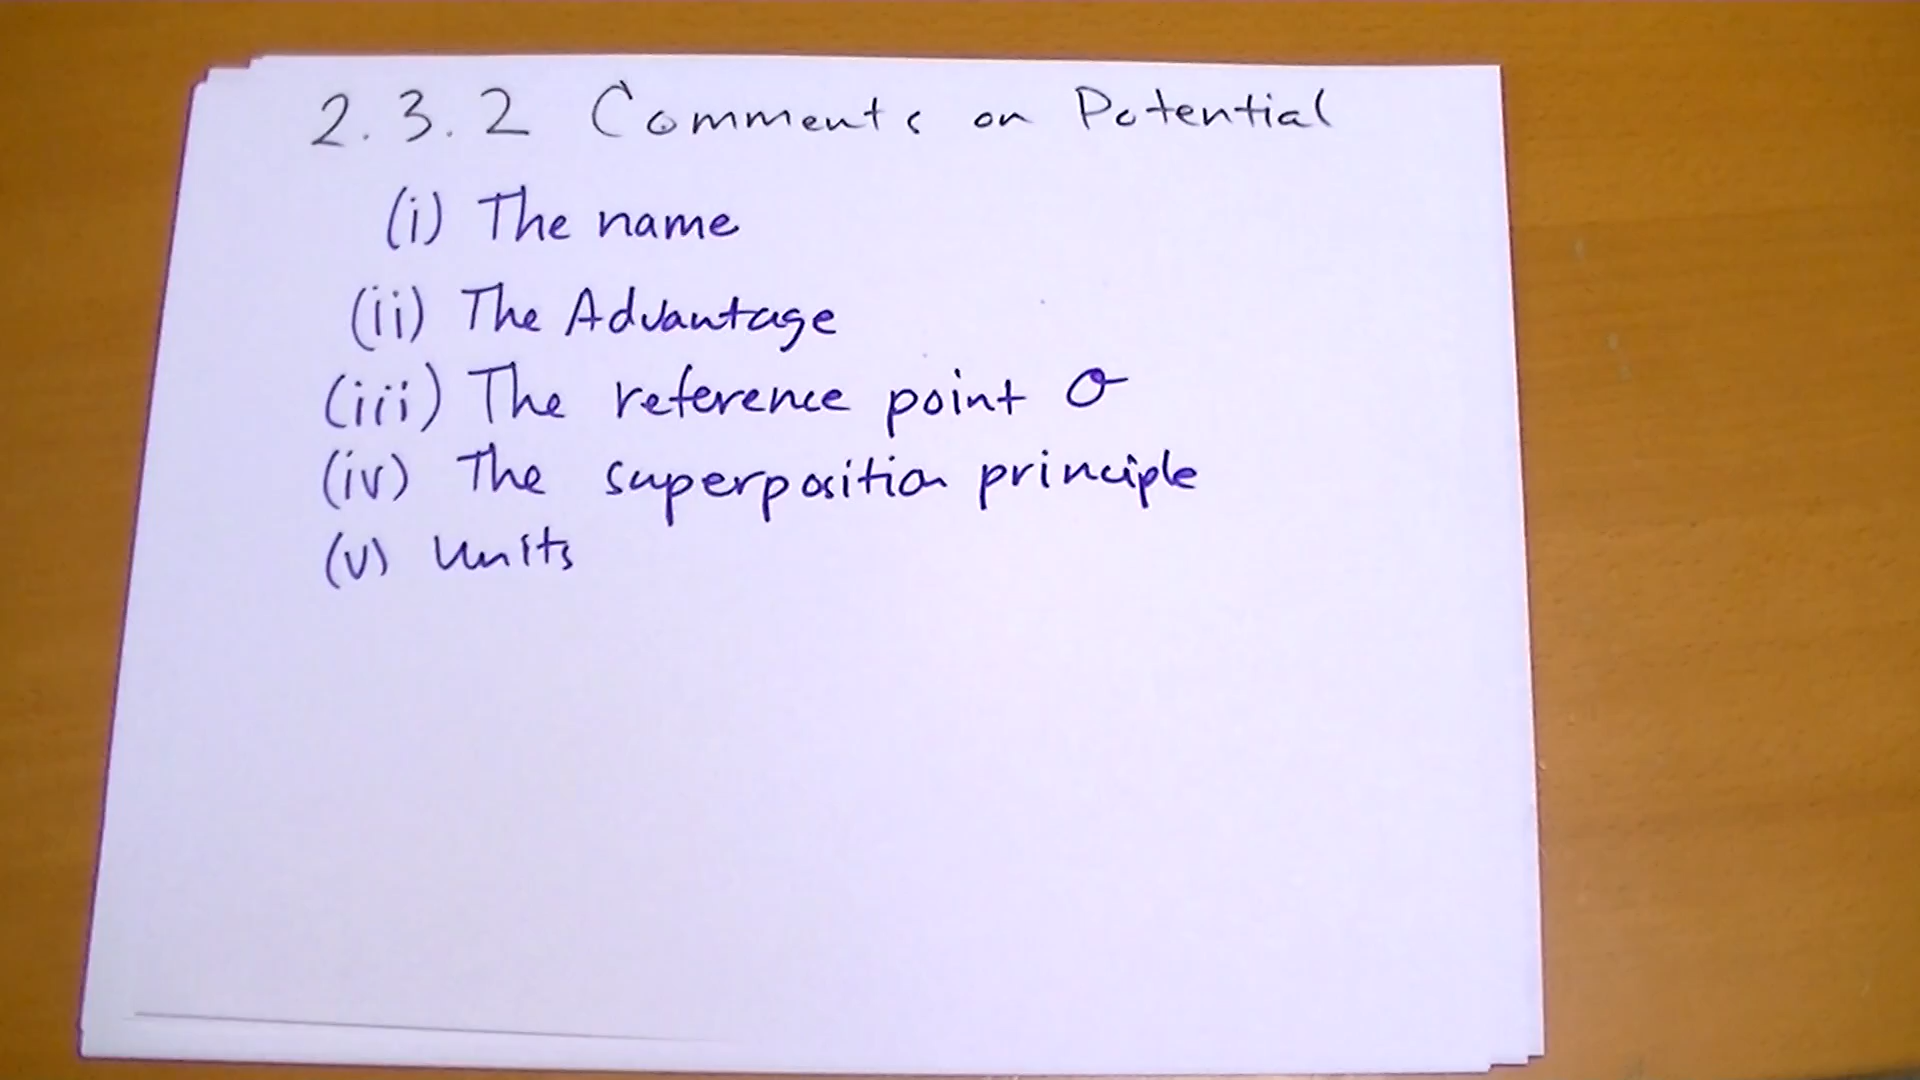 2.3.2 Comments on Potential
(i) The name
(ii) The Advantage
(iii) The reference point O
(iv) The superposition principle
(v) Units